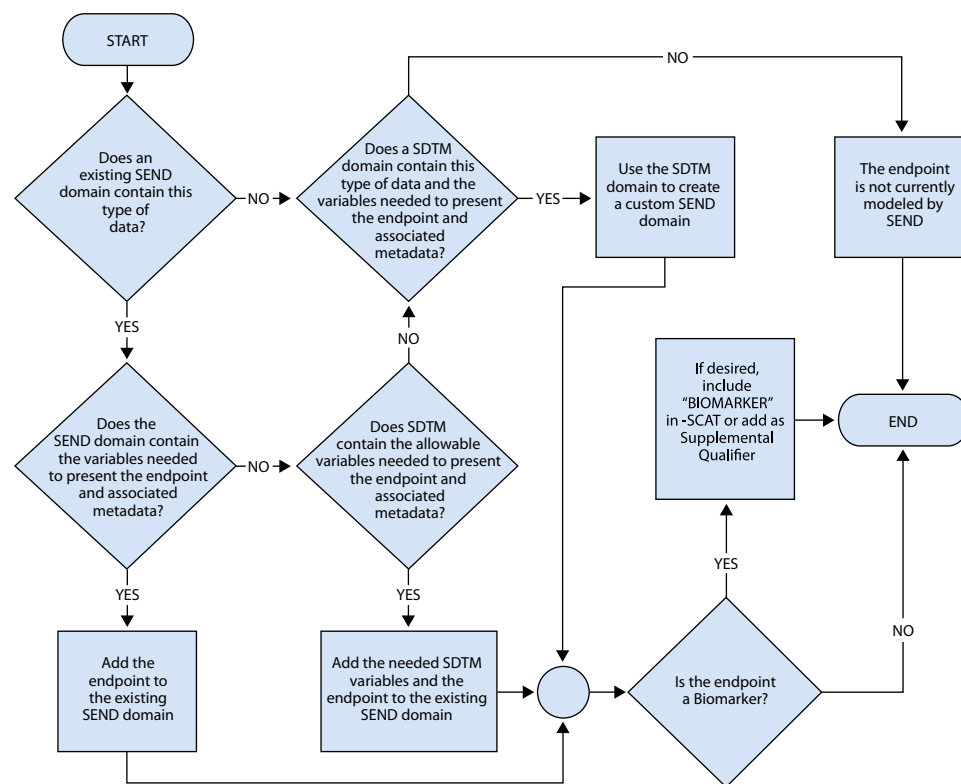 START
Does an
existing SEND
domain contain this
type of
data?
NO
Does a SDTM
domain contain this
type of data and the
variables needed to present
the endpoint and
associated
metadata?
NO
YES
Use the SDTM
domain to create
a custom SEND
domain
The endpoint
is not currently
modeled by
SEND
YES
NO
Does the
SEND domain contain
the variables needed
to present the endpoint
and associated
metadata?
NO
Does SDTM
contain the allowable
variables needed to present
the endpoint and
associated
metadata?
If desired,
include
“BIOMARKER”
in -SCAT or add as
Supplemental
Qualifier
END
YES
YES
YES
NO
Add the
endpoint to
the existing
SEND domain
Add the needed SDTM
variables and the
endpoint to the existing
SEND domain
Is the endpoint
a Biomarker?